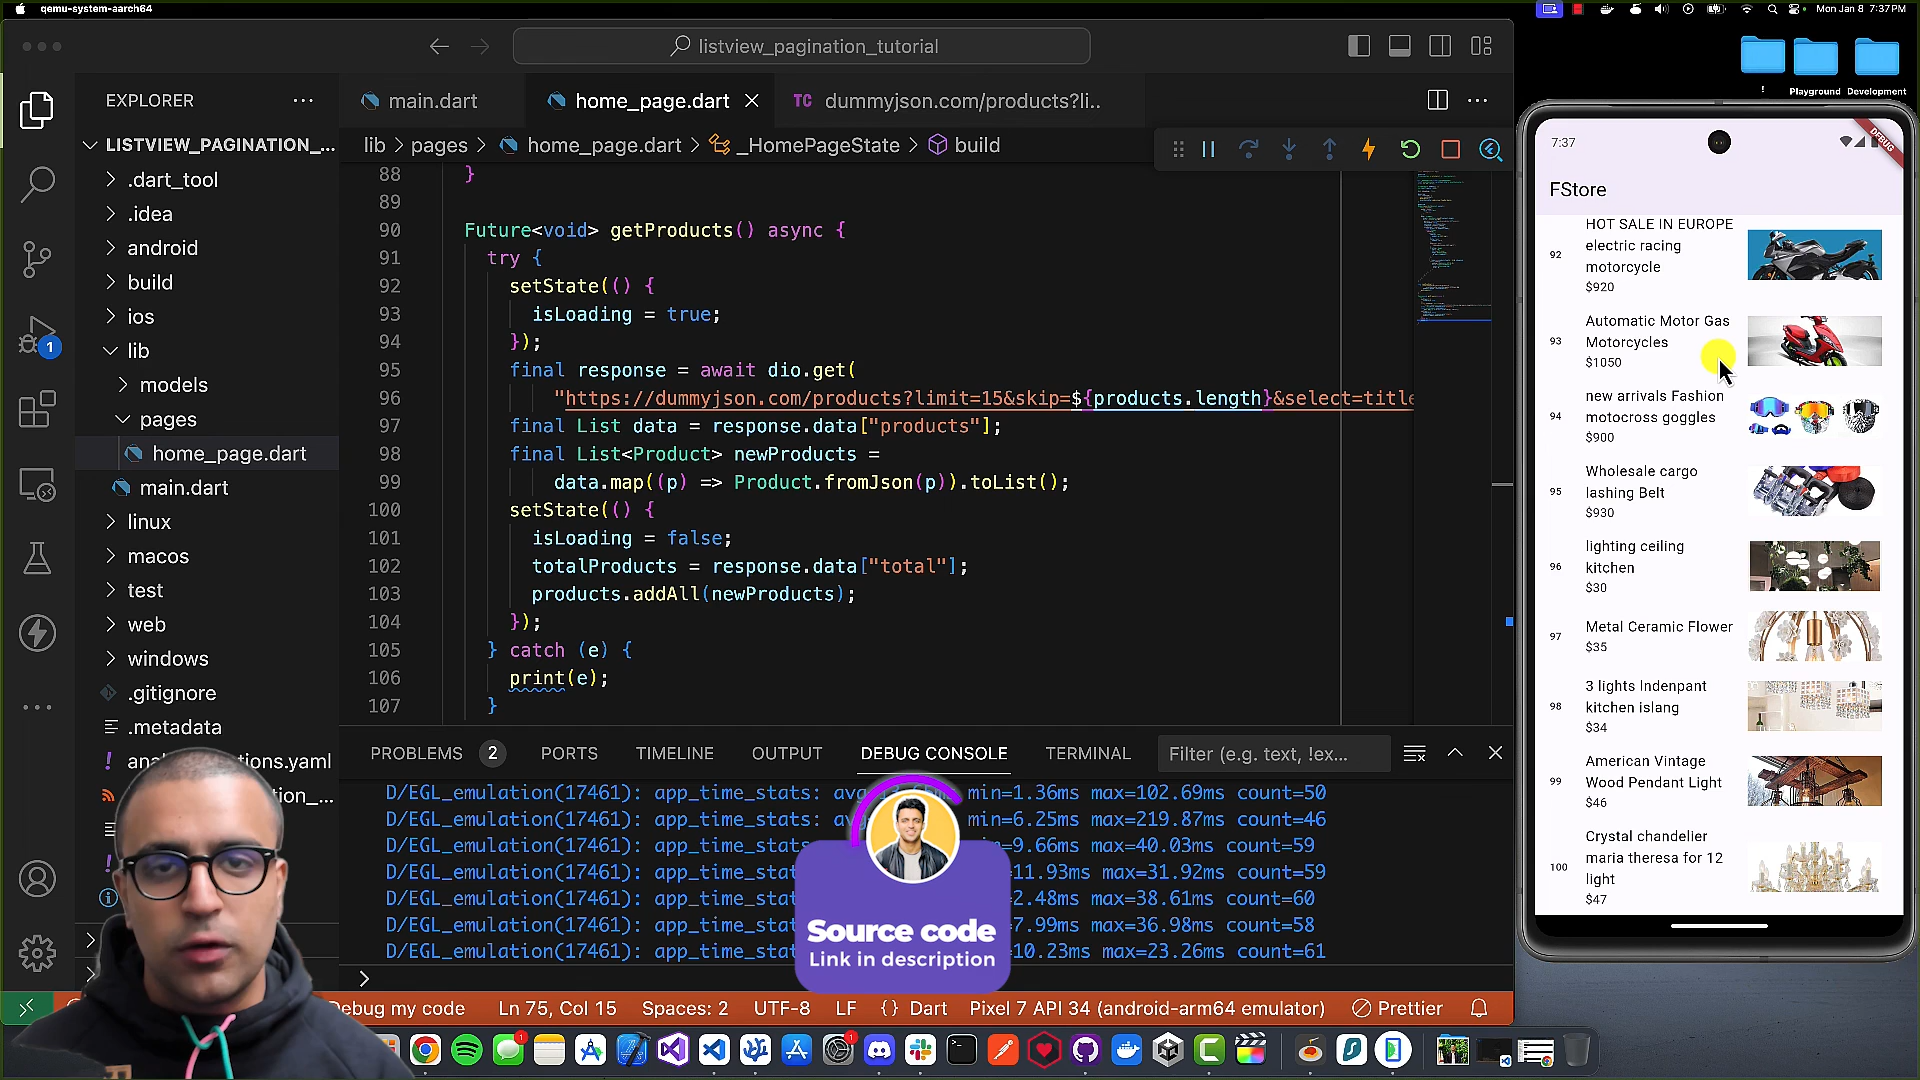 qemu-system-aarch64
Mon Jan 8 7:37PM
listview_pagination_tutorial
Playground
Development
EXPLORER
main.dart
home_page.dart
TC dummyjson.com/products?li..
LISTVIEW_PAGINATION_...
lib > pages > home_page.dart > _HomePageState > build
.dart_tool
.idea
android
build
ios
lib
models
pages
home_page.dart
main.dart
linux
macos
test
web
windows
.gitignore
.metadata
1
88 }
89
90 Future<void> getProducts() async {
91 try {
92 setState(() {
93 isLoading = true;
94 });
95 final response = await dio.get(
96 "https://dummyjson.com/products?limit=15&skip=${products.length}&select=title
97 final List data = response.data["products"];
98 final List<Product> newProducts =
99 data.map((p) => Product.fromJson(p)).toList();
100 setState(() {
101 isLoading = false;
102 totalProducts = response.data["total"];
103 products.addAll(newProducts);
104 });
105 } catch (e) {
106 print(e);
107 }
PROBLEMS 2 PORTS TIMELINE OUTPUT DEBUG CONSOLE TERMINAL Filter (e.g. text, !ex...
D/EGL_emulation(17461): app_time_stats: min=1.36ms max=102.69ms count=50
D/EGL_emulation(17461): app_time_stats: min=6.25ms max=219.87ms count=46
D/EGL_emulation(17461): app_time_stats: =9.66ms max=40.03ms count=59
D/EGL_emulation(17461): app_time_stats: 11.93ms max=31.92ms count=59
D/EGL_emulation(17461): 2.48ms max=38.61ms count=60
D/EGL_emulation(17461): 7.99ms max=36.98ms count=58
D/EGL_emulation(17461): 10.23ms max=23.26ms count=61
Source code
Link in description
Debug my code Ln 75, Col 15 Spaces: 2 UTF-8 LF {} Dart Pixel 7 API 34 (android-arm64 emulator) Prettier
7:37
DEBUG
FStore
92
HOT SALE IN EUROPE
electric racing
motorcycle
$920
93
Automatic Motor Gas
Motorcycles
$1050
94
new arrivals Fashion
motocross goggles
$900
95
Wholesale cargo
lashing Belt
$930
96
lighting ceiling
kitchen
$30
97
Metal Ceramic Flower
$35
98
3 lights lndenpant
kitchen islang
$34
99
American Vintage
Wood Pendant Light
$46
100
Crystal chandelier
maria theresa for 12
light
$47